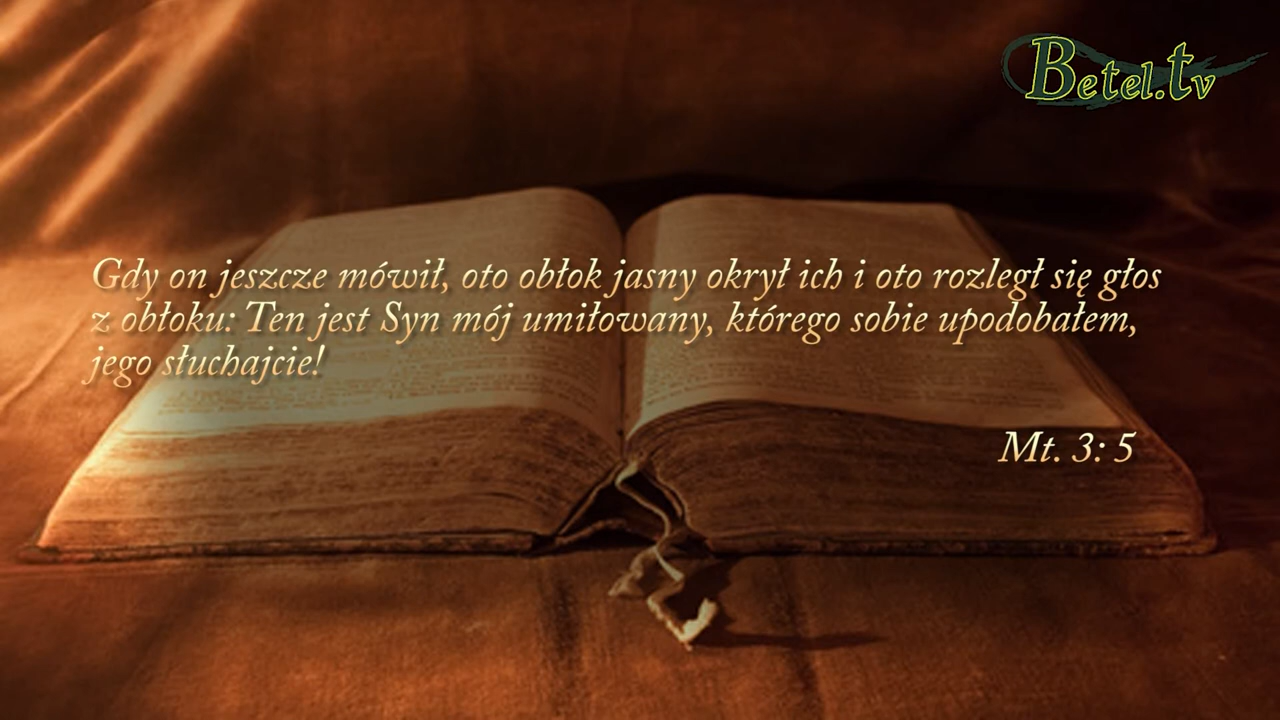 Betel.tv
Gdy on jeszcze mówił, oto obłok jasny okrył ich i oto rozległ się głos
z obłoku: Ten jest Syn mój umiłowany, którego sobie upodobałem,
jego słuchajcie!
Mt. 3: 5